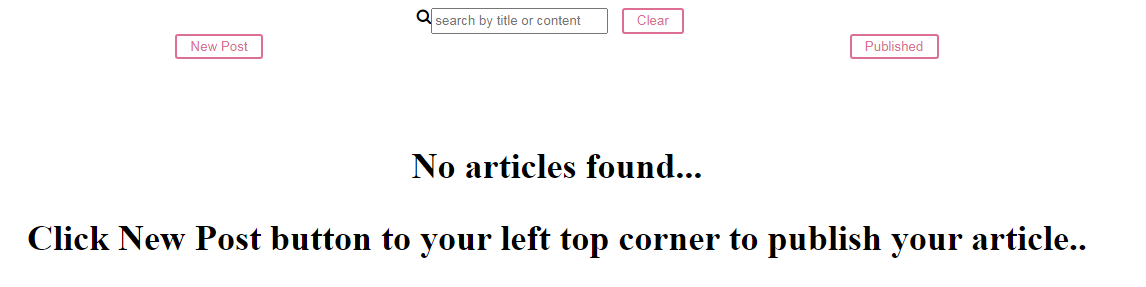 search by title or content Clear
New Post Published
No articles found...
Click New Post button to your left top corner to publish your article..